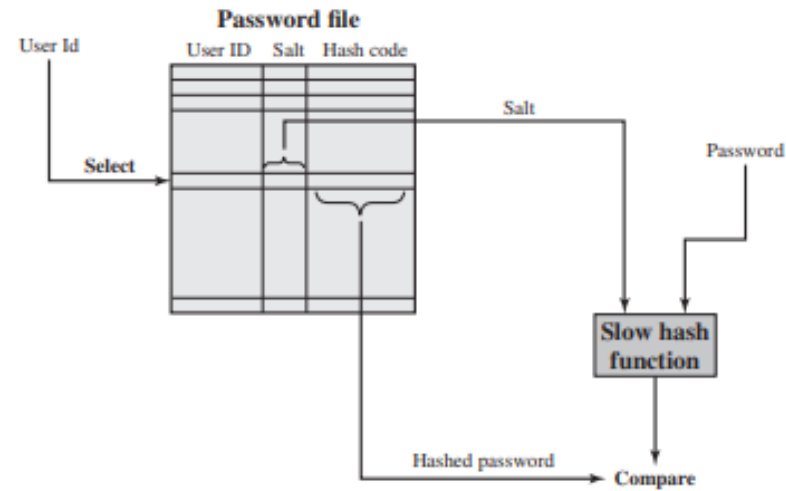 Password file
User Id
User ID Salt Hash code
Salt
Password
Select
Slow hash
function
Hashed password
Compare